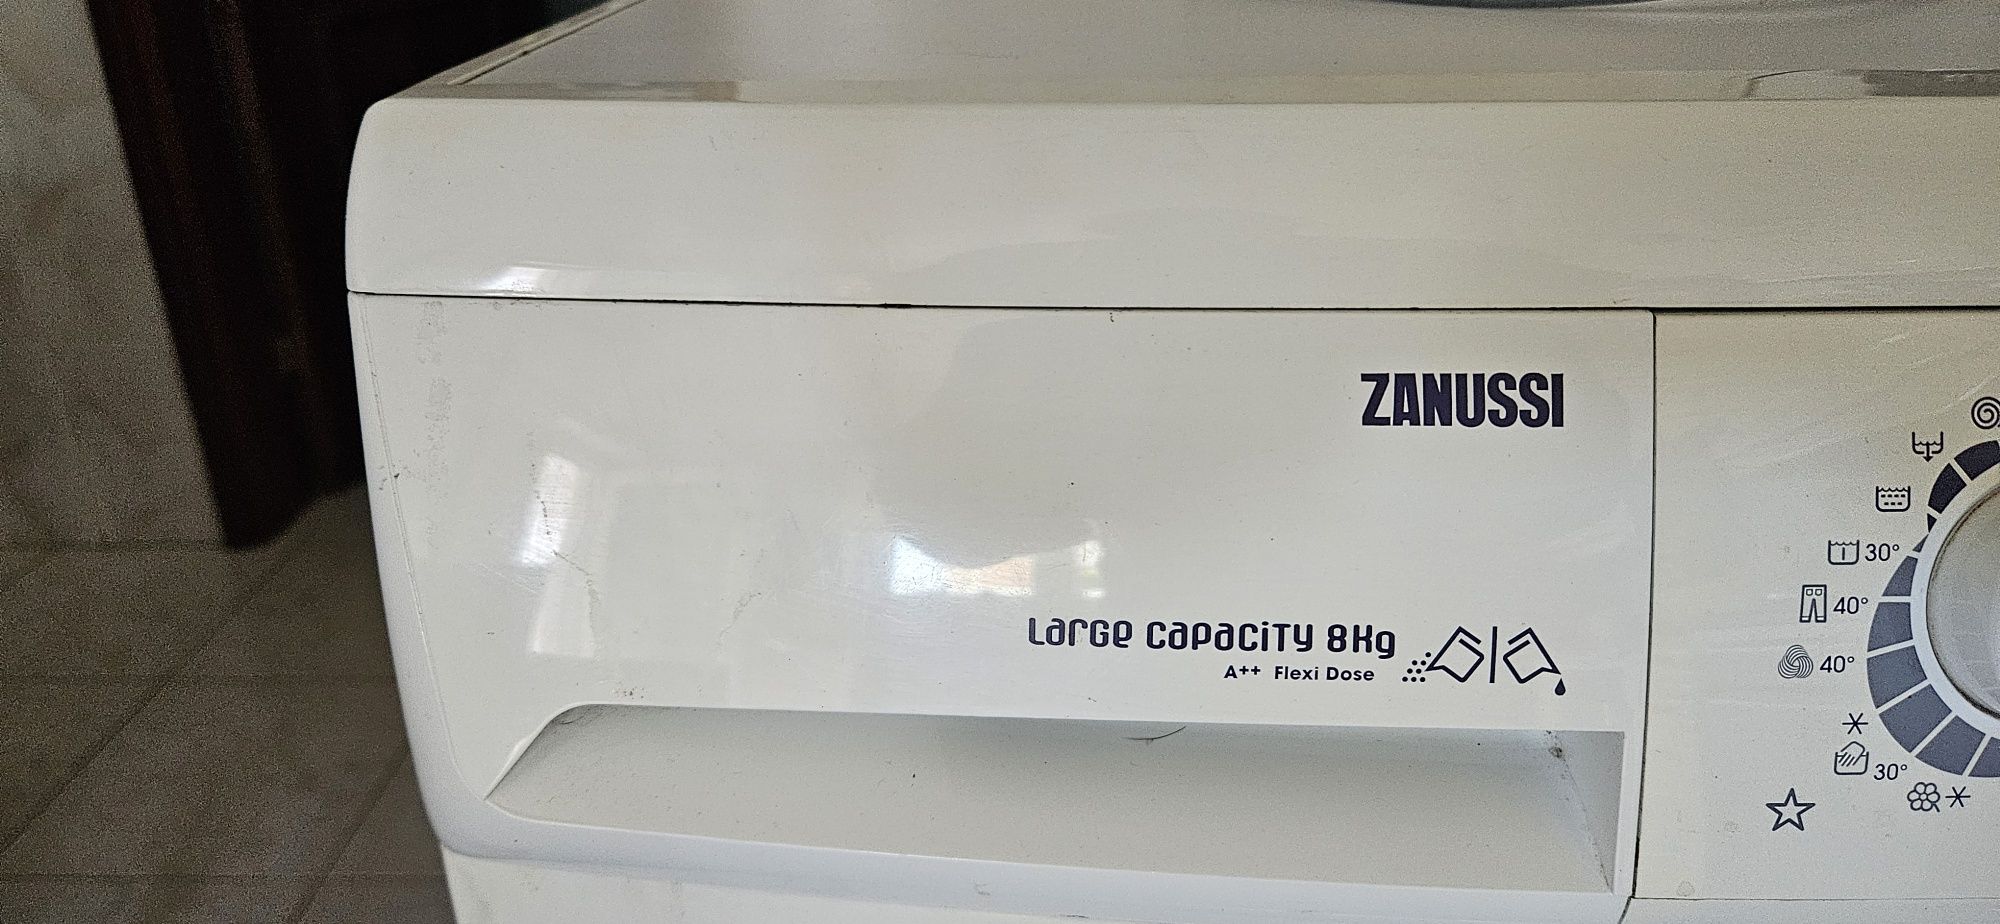 ZANUSSI
Large Capacity 8Kg
A++ Flexi Dose
30°
40°
40°
30°